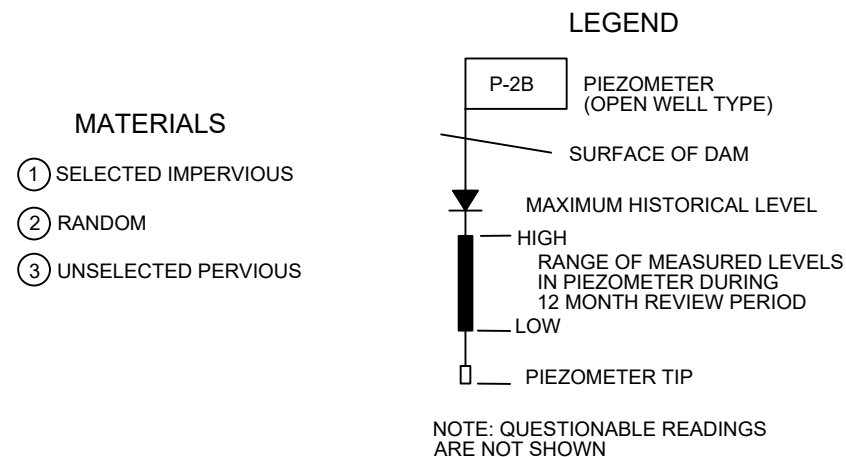 LEGEND
P-2B
PIEZOMETER
(OPEN WELL TYPE)
SURFACE OF DAM
MAXIMUM HISTORICAL LEVEL
HIGH
RANGE OF MEASURED LEVELS
IN PIEZOMETER DURING
12 MONTH REVIEW PERIOD
LOW
PIEZOMETER TIP
NOTE: QUESTIONABLE READINGS
ARE NOT SHOWN
MATERIALS
1 SELECTED IMPERVIOUS
2 RANDOM
3 UNSELECTED PERVIOUS